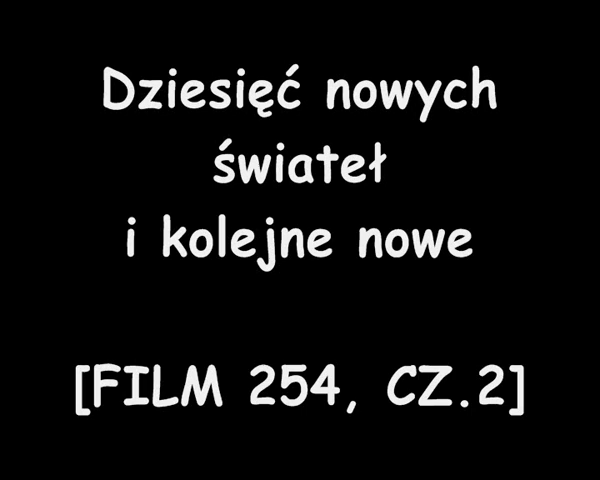 Dziesięć nowych
świateł
i kolejne nowe
[FILM 254, CZ.2]